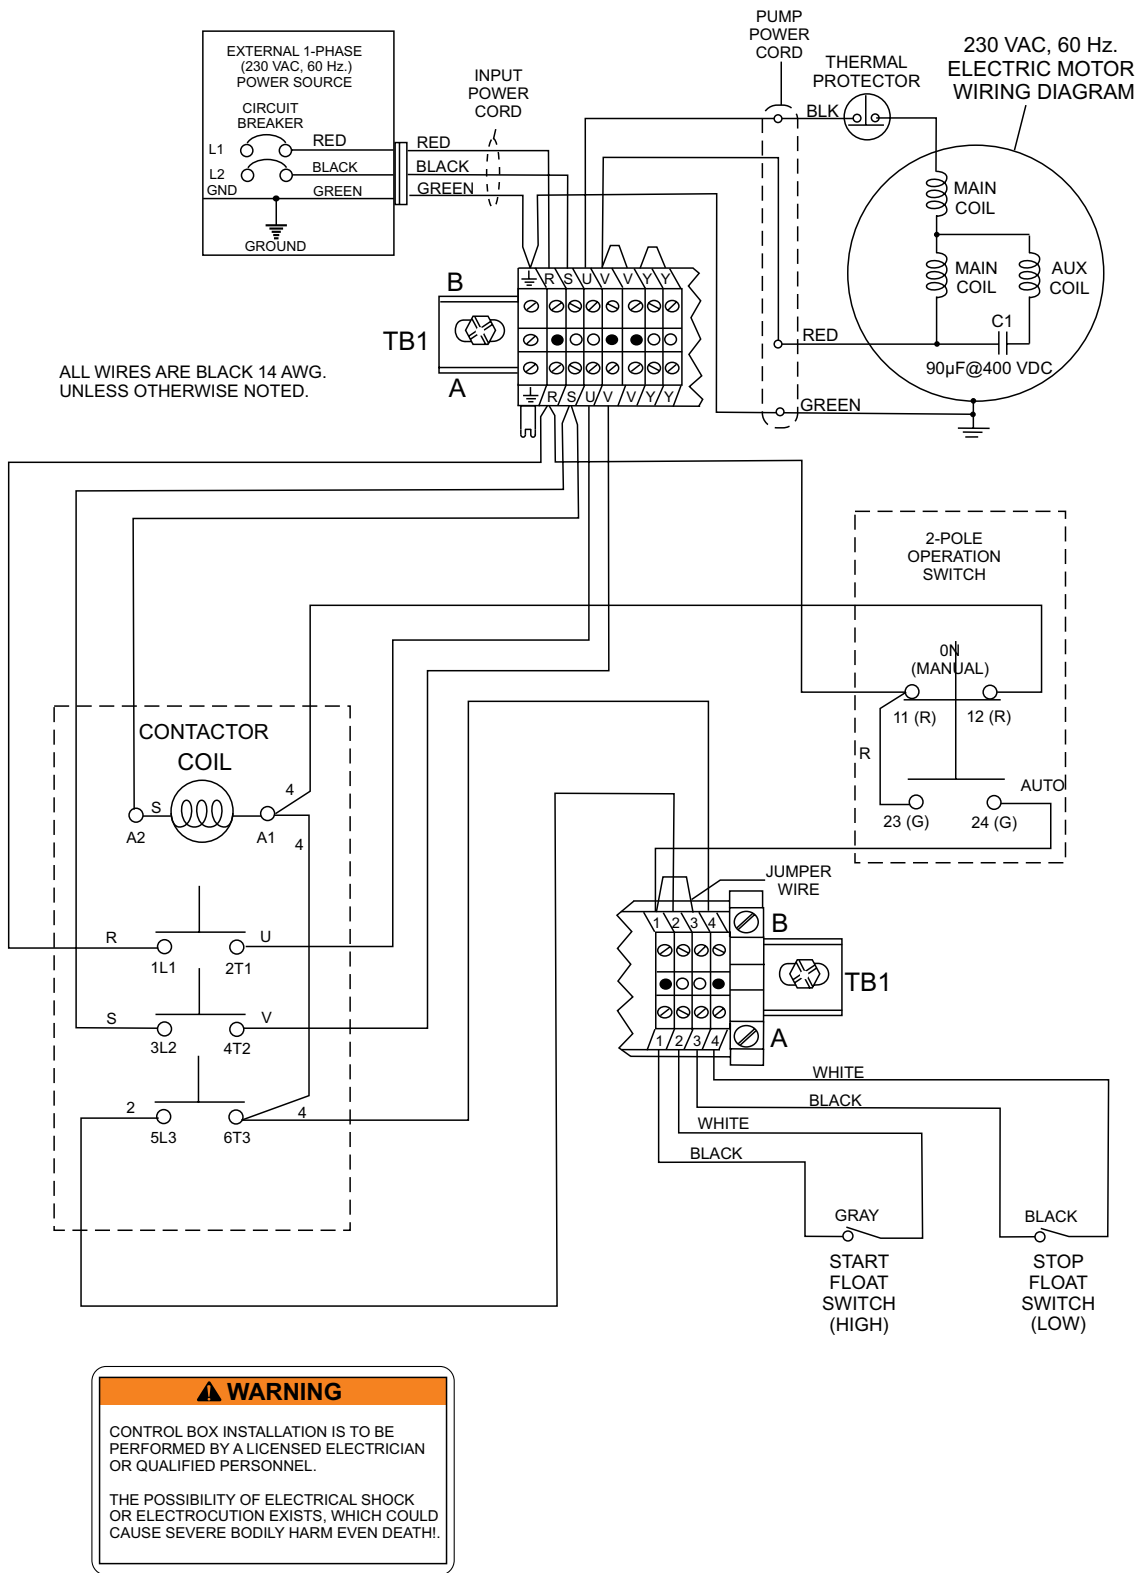 EXTERNAL 1-PHASE
(230 VAC, 60 Hz.)
POWER SOURCE
CIRCUIT
BREAKER
L1
RED
L2
BLACK
GND
GREEN
GROUND
INPUT
POWER
CORD
RED
BLACK
GREEN
PUMP
POWER
CORD
THERMAL
PROTECTOR
BLK
230 VAC, 60 Hz.
ELECTRIC MOTOR
WIRING DIAGRAM
MAIN
COIL
MAIN
COIL
AUX
COIL
C1
90µF@400 VDC
RED
GREEN
B
R S U V V Y Y
TB1
A
R S U V V Y Y
ALL WIRES ARE BLACK 14 AWG.
UNLESS OTHERWISE NOTED.
2-POLE
OPERATION
SWITCH
0N
(MANUAL)
11 (R)
12 (R)
R
AUTO
23 (G)
24 (G)
CONTACTOR
COIL
S
4
A2
A1
4
R
U
1L1
2T1
S
V
3L2
4T2
2
4
5L3
6T3
JUMPER
WIRE
1 2 3 4
B
TB1
1 2 3 4
A
WHITE
BLACK
WHITE
BLACK
GRAY
START
FLOAT
SWITCH
(HIGH)
BLACK
STOP
FLOAT
SWITCH
(LOW)
WARNING
CONTROL BOX INSTALLATION IS TO BE
PERFORMED BY A LICENSED ELECTRICIAN
OR QUALIFIED PERSONNEL.
THE POSSIBILITY OF ELECTRICAL SHOCK
OR ELECTROCUTION EXISTS, WHICH COULD
CAUSE SEVERE BODILY HARM EVEN DEATH!.